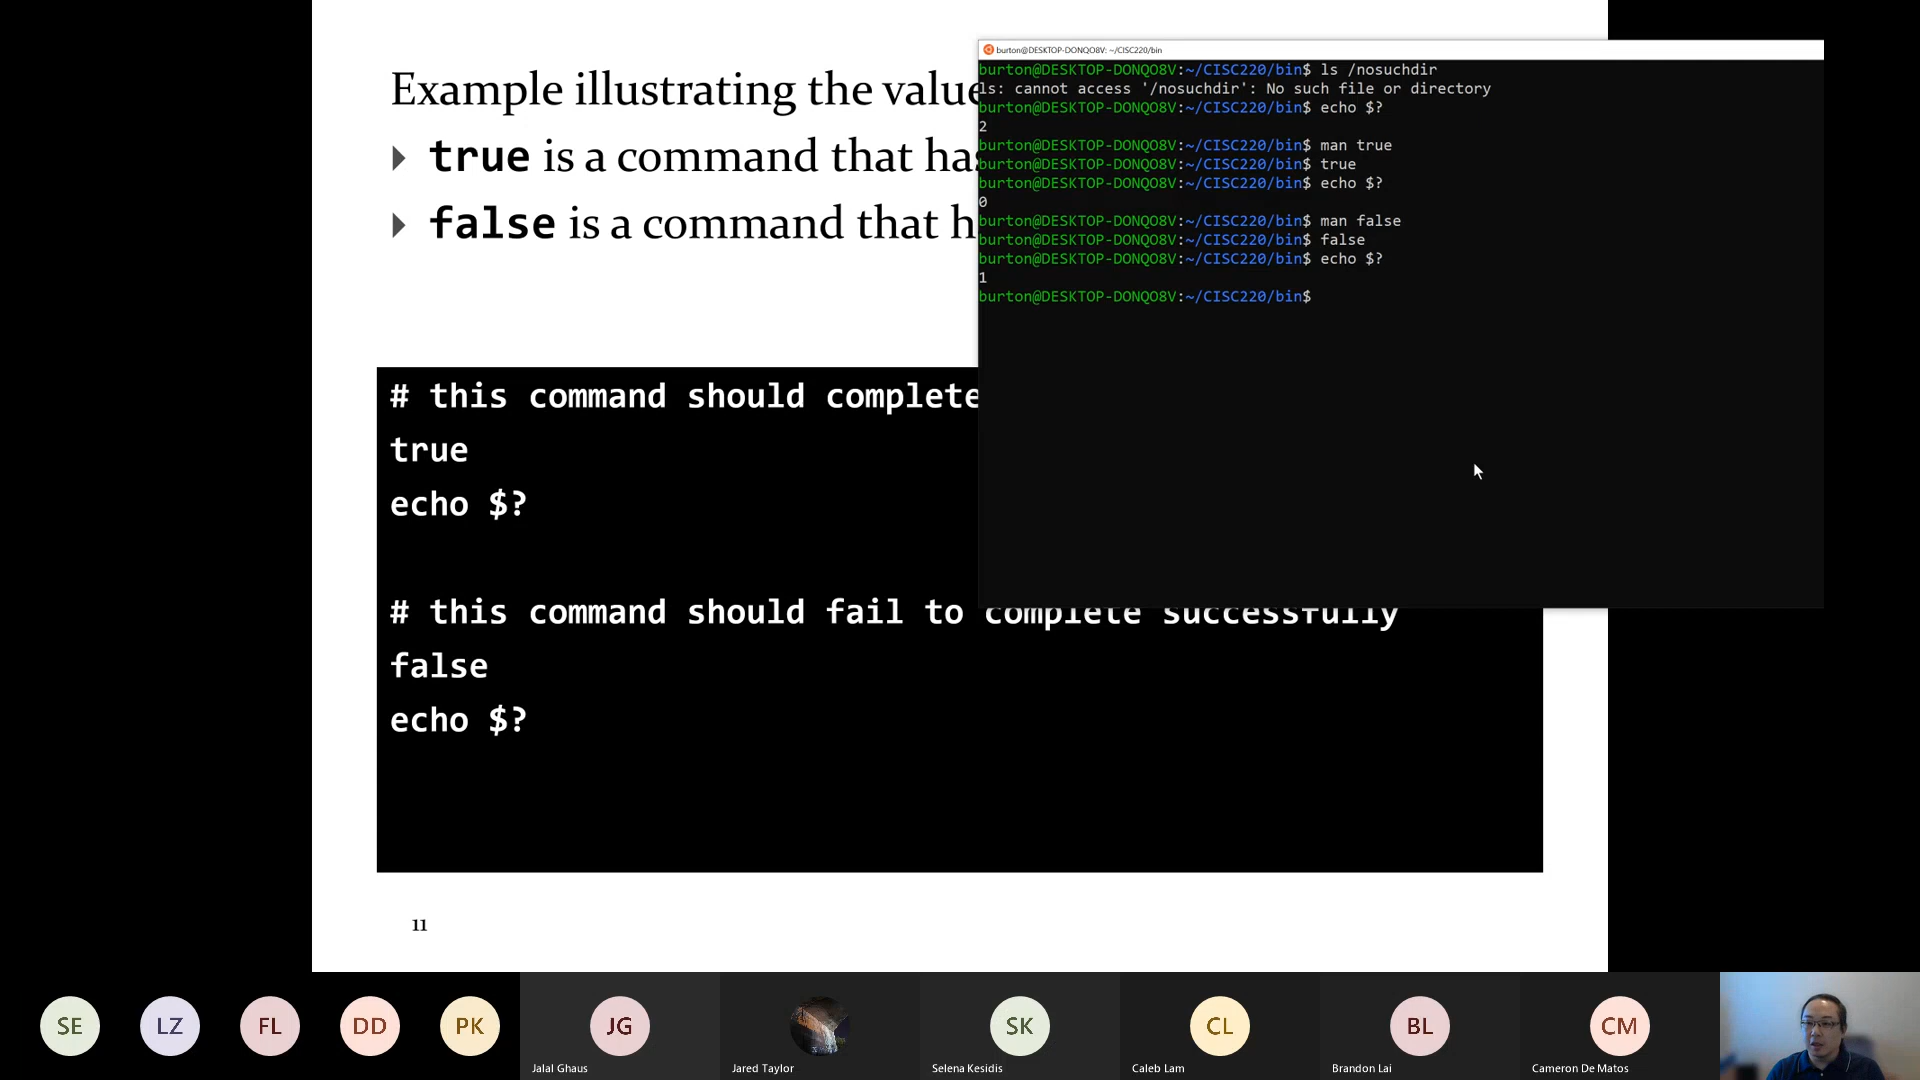 Example illustrating the value
true is a command that has
false is a command that h
# this command should complete
true
echo $?
# this command should fail to complete successfully
false
echo $?
11
burton@DESKTOP-DONQO8V: ~/CISC220/bin
burton@DESKTOP-DONQO8V:~/CISC220/bin$ ls /nosuchdir
ls: cannot access '/nosuchdir': No such file or directory
burton@DESKTOP-DONQO8V:~/CISC220/bin$ echo $?
2
burton@DESKTOP-DONQO8V:~/CISC220/bin$ man true
burton@DESKTOP-DONQO8V:~/CISC220/bin$ true
burton@DESKTOP-DONQO8V:~/CISC220/bin$ echo $?
0
burton@DESKTOP-DONQO8V:~/CISC220/bin$ man false
burton@DESKTOP-DONQO8V:~/CISC220/bin$ false
burton@DESKTOP-DONQO8V:~/CISC220/bin$ echo $?
1
burton@DESKTOP-DONQO8V:~/CISC220/bin$
SE
LZ
FL
DD
PK
JG
Jalal Ghaus
Jared Taylor
SK
Selena Kesidis
CL
Caleb Lam
BL
Brandon Lai
CM
Cameron De Matos